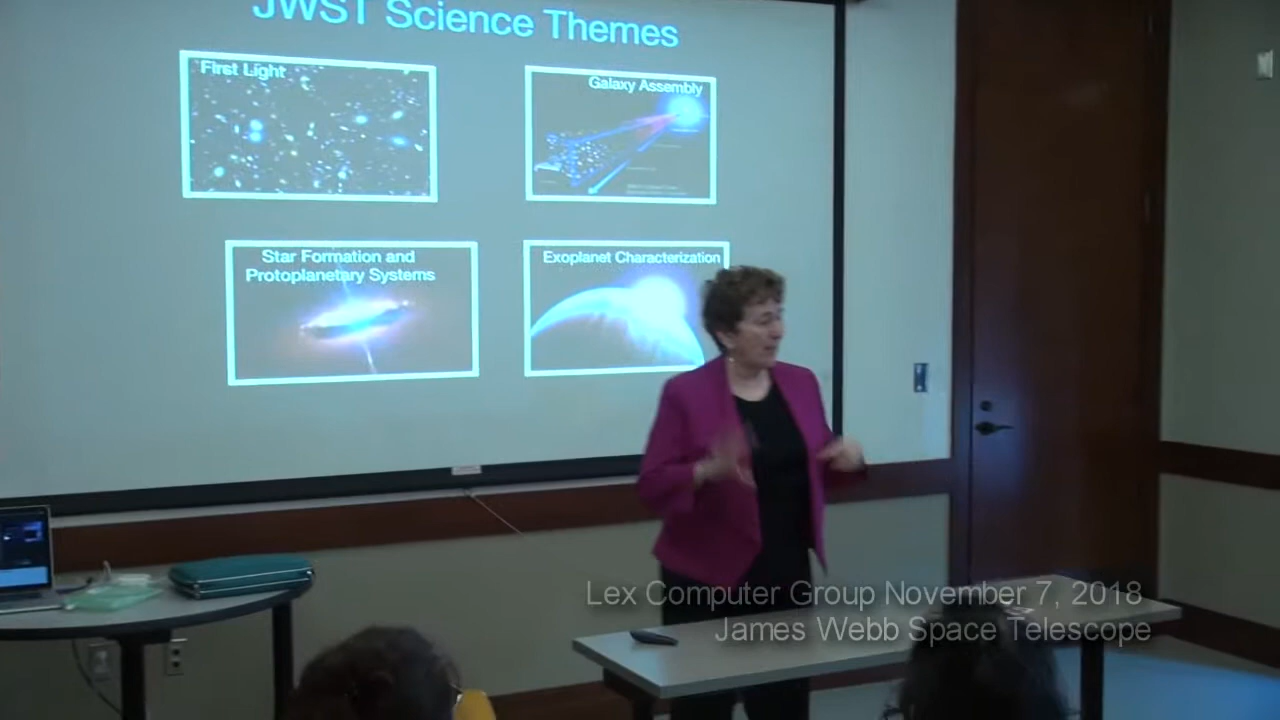 JWST Science Themes
First Light
Galaxy Assembly
Star Formation and
Protoplanetary Systems
Exoplanet Characterization
Lex Computer Group November 7, 2018
James Webb Space Telescope